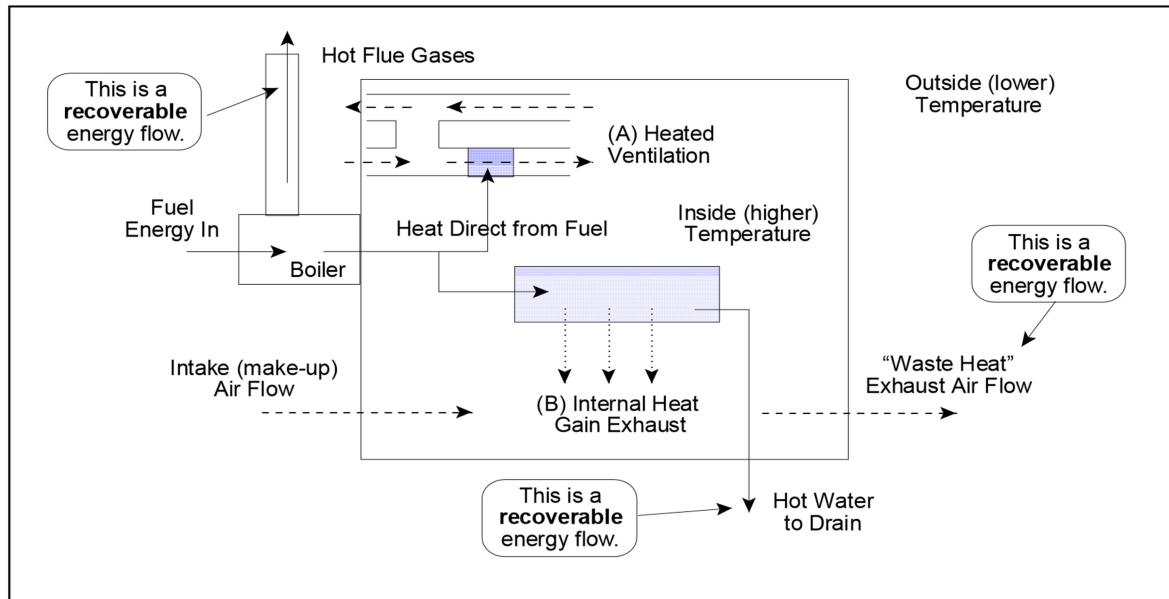 Hot Flue Gases
This is a
recoverable
energy flow.
Outside (lower)
Temperature
(A) Heated
Ventilation
Fuel
Energy In
Heat Direct from Fuel
Inside (higher)
Temperature
Boiler
This is a
recoverable
energy flow.
Intake (make-up)
Air Flow
“Waste Heat”
Exhaust Air Flow
(B) Internal Heat
Gain Exhaust
This is a
recoverable
energy flow.
Hot Water
to Drain